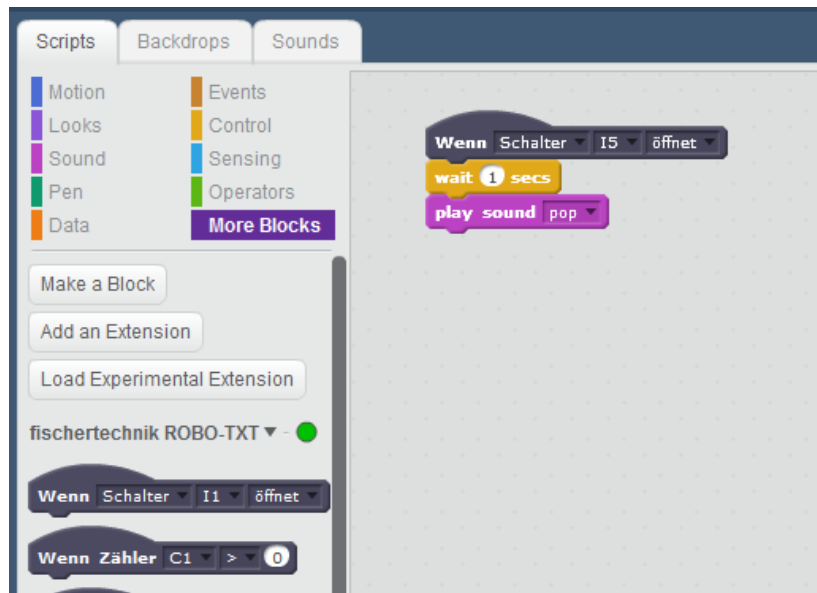 Scripts Backdrops Sounds
Motion Events
Looks Control
Sound Sensing
Pen Operators
Data More Blocks
Make a Block
Add an Extension
Load Experimental Extension
fischertechnik ROBO-TXT -
Wenn Schalter I1 öffnet
Wenn Zähler C1 > 0
Wenn Schalter I5 öffnet
wait 1 secs
play sound pop